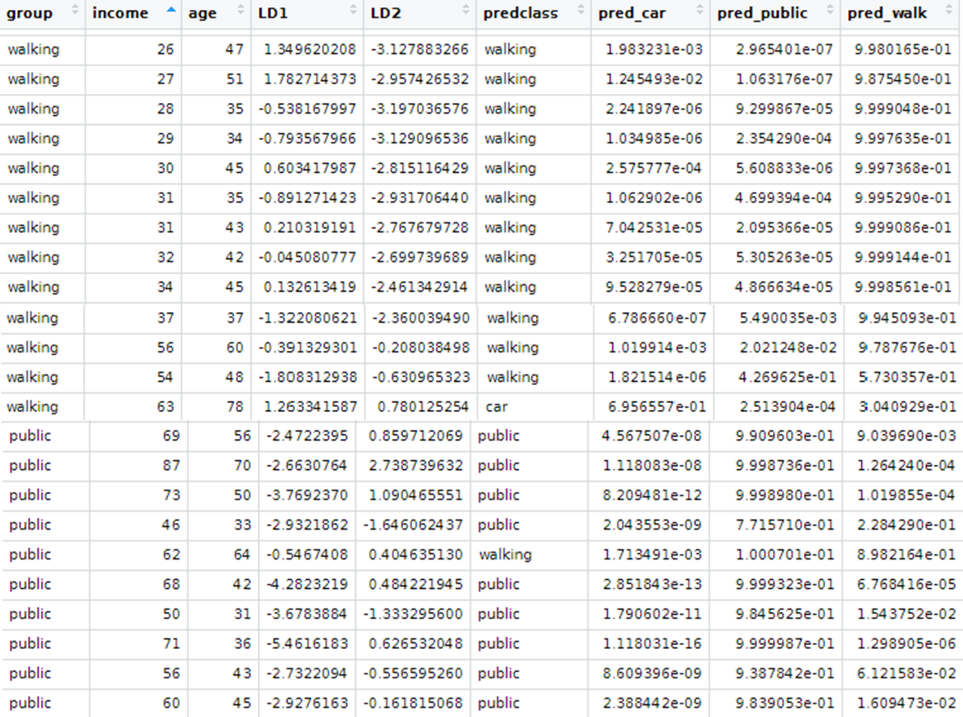 group income age LD1 LD2 predclass pred_car pred_public pred_walk
walking 26 47 1.349620208 -3.127883266 walking 1.983231e-03 2.965401e-07 9.980165e-01
walking 27 51 1.782714373 -2.957426532 walking 1.245493e-02 1.063176e-07 9.875450e-01
walking 28 35 -0.538167997 -3.197036576 walking 2.241897e-06 9.299867e-05 9.999048e-01
walking 29 34 -0.793567966 -3.129096536 walking 1.034985e-06 2.354290e-04 9.997635e-01
walking 30 45 0.603417987 -2.815116429 walking 2.575777e-04 5.608833e-06 9.997368e-01
walking 31 35 -0.891271423 -2.931706440 walking 1.062902e-06 4.699394e-04 9.995290e-01
walking 31 43 0.210319191 -2.767679728 walking 7.042531e-05 2.095366e-05 9.999086e-01
walking 32 42 -0.045080777 -2.699739689 walking 3.251705e-05 5.305263e-05 9.999144e-01
walking 34 45 0.132613419 -2.461342914 walking 9.528279e-05 4.866634e-05 9.998561e-01
walking 37 37 -1.322080621 -2.360039490 walking 6.786660e-07 5.490035e-03 9.945093e-01
walking 56 60 -0.391329301 -0.208038498 walking 1.019914e-03 2.021248e-02 9.787676e-01
walking 54 48 -1.808312938 -0.630965323 walking 1.821514e-06 4.269625e-01 5.730357e-01
walking 63 78 1.263341587 0.780125254 car 6.956557e-01 2.513904e-04 3.040929e-01
public 69 56 -2.4722395 0.859712069 public 4.567507e-08 9.909603e-01 9.039690e-03
public 87 70 -2.6630764 2.738739632 public 1.118083e-08 9.998736e-01 1.264240e-04
public 73 50 -3.7692370 1.090465551 public 8.209481e-12 9.998980e-01 1.019855e-04
public 46 33 -2.9321862 -1.646062437 public 2.043553e-09 7.715710e-01 2.284290e-01
public 62 64 -0.5467408 0.404635130 walking 1.713491e-03 1.000701e-01 8.982164e-01
public 68 42 -4.2823219 0.484221945 public 2.851843e-13 9.999323e-01 6.768416e-05
public 50 31 -3.6783884 -1.333295600 public 1.790602e-11 9.845625e-01 1.543752e-02
public 71 36 -5.4616183 0.626532048 public 1.118031e-16 9.999987e-01 1.298905e-06
public 56 43 -2.7322094 -0.556595260 public 8.609396e-09 9.387842e-01 6.121583e-02
public 60 45 -2.9276163 -0.161815068 public 2.388442e-09 9.839053e-01 1.609473e-02